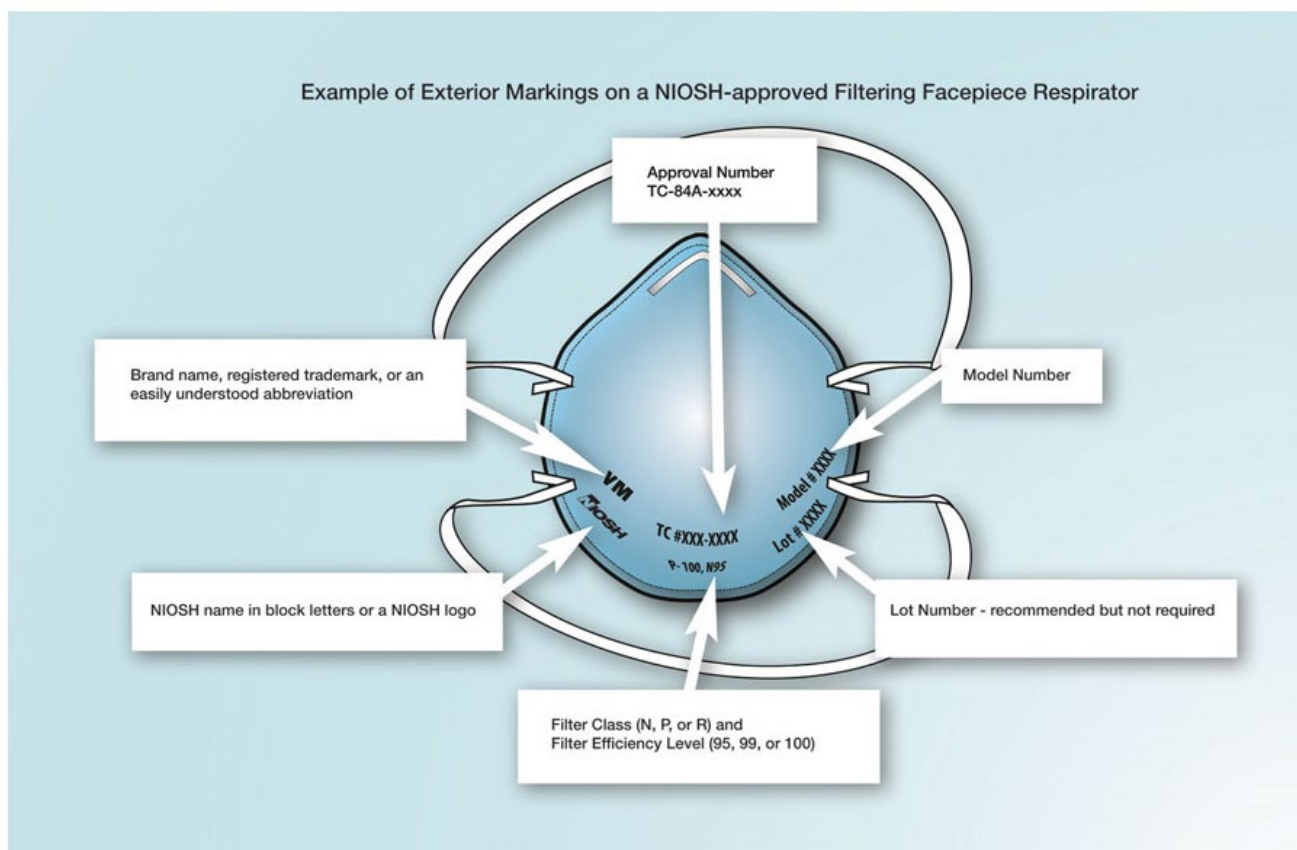 Example of Exterior Markings on a NIOSH-approved Filtering Facepiece Respirator
Approval Number
TC-84A-xxxx
Brand name, registered trademark, or an
easily understood abbreviation
Model Number
VM
NIOSH
TC #XXX-XXXX
P-100, N95
Model # XXXX
Lot # XXXX
NIOSH name in block letters or a NIOSH logo
Lot Number - recommended but not required
Filter Class (N, P, or R) and
Filter Efficiency Level (95, 99, or 100)